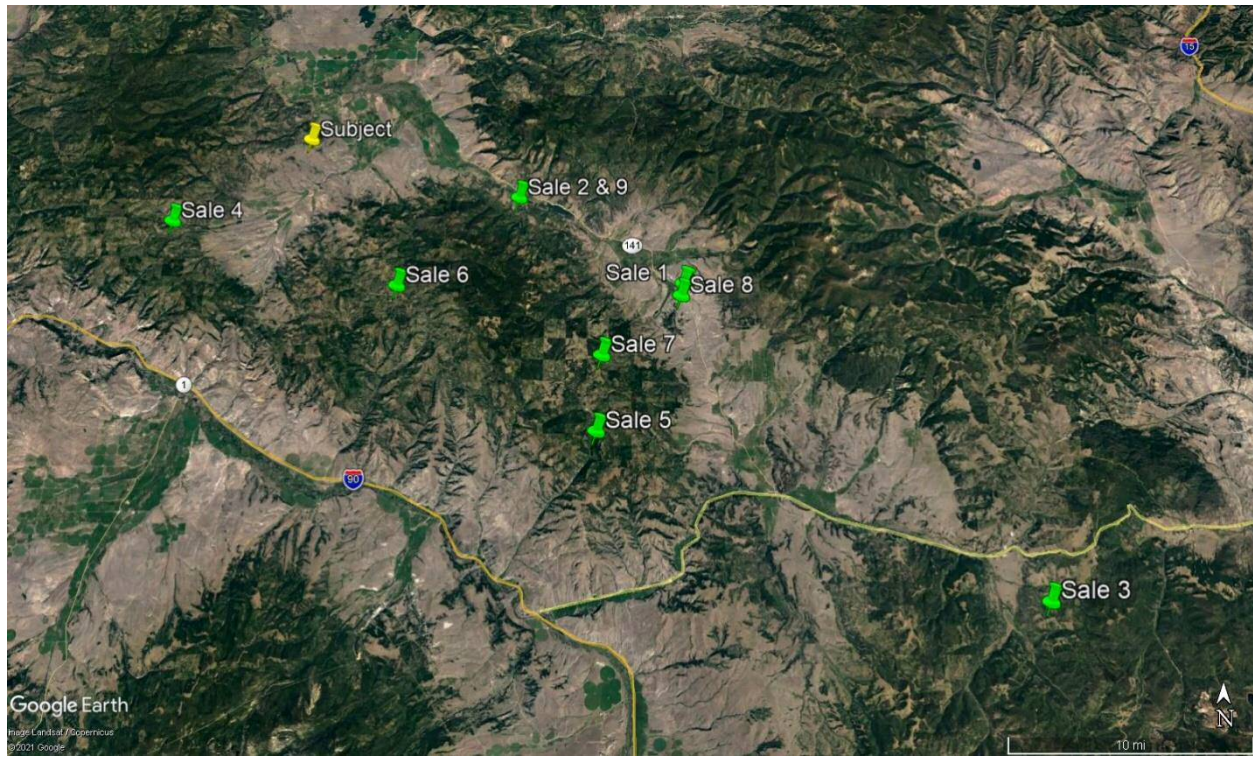 15
Subject
Sale 2 & 9
Sale 4
141
Sale 6
Sale 1
Sale 8
Sale 7
1
Sale 5
90
Sale 3
Google Earth
Image Landsat / Copernicus
© 2021 Google
N
10 mi